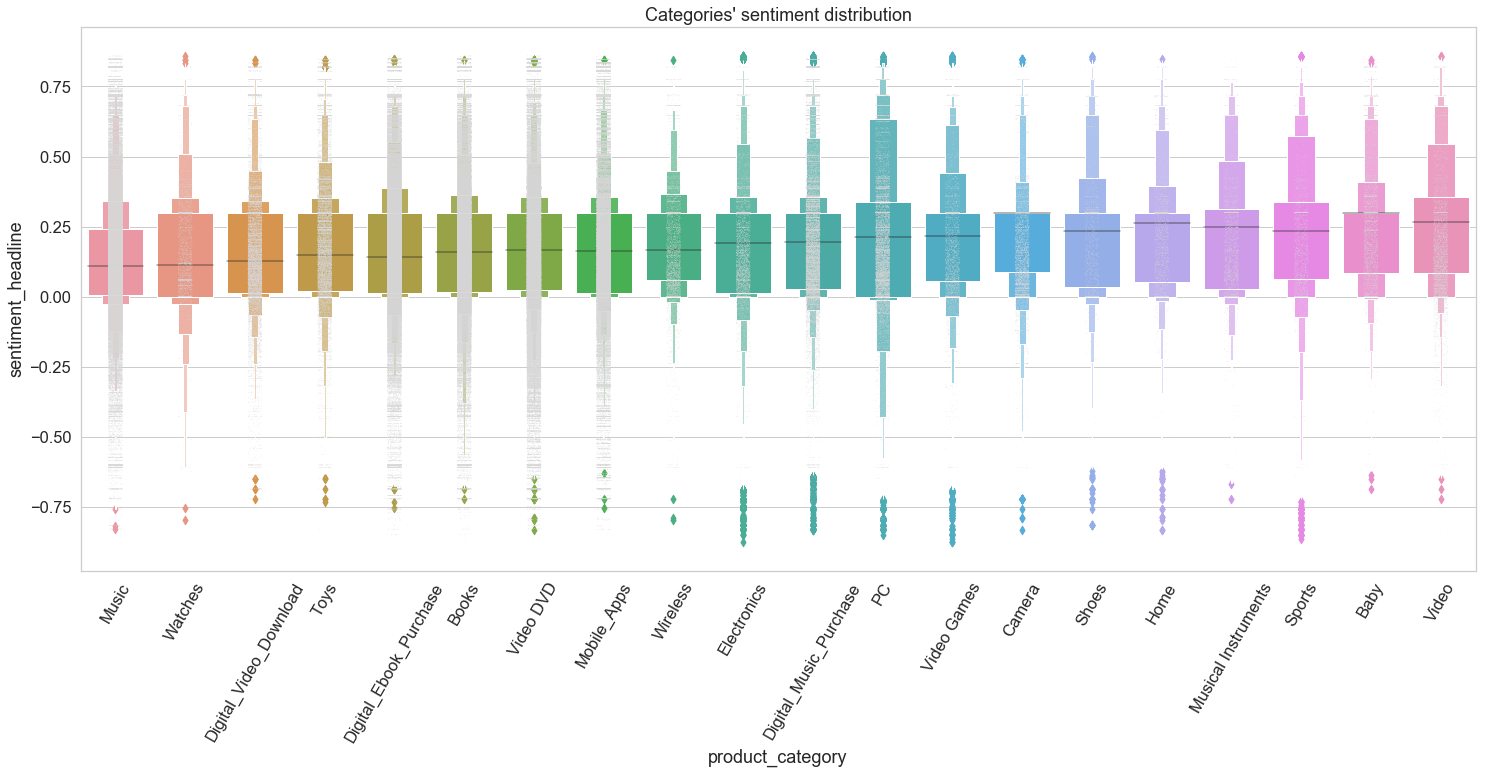 Categories' sentiment distribution
sentiment_headline
0.75
0.50
0.25
0.00
−0.25
−0.50
−0.75
Music
Watches
Digital_Video_Download
Toys
Digital_Ebook_Purchase
Books
Video DVD
Mobile_Apps
Wireless
Electronics
Digital_Music_Purchase
PC
Video Games
Camera
Shoes
Home
Musical Instruments
Sports
Baby
Video
product_category